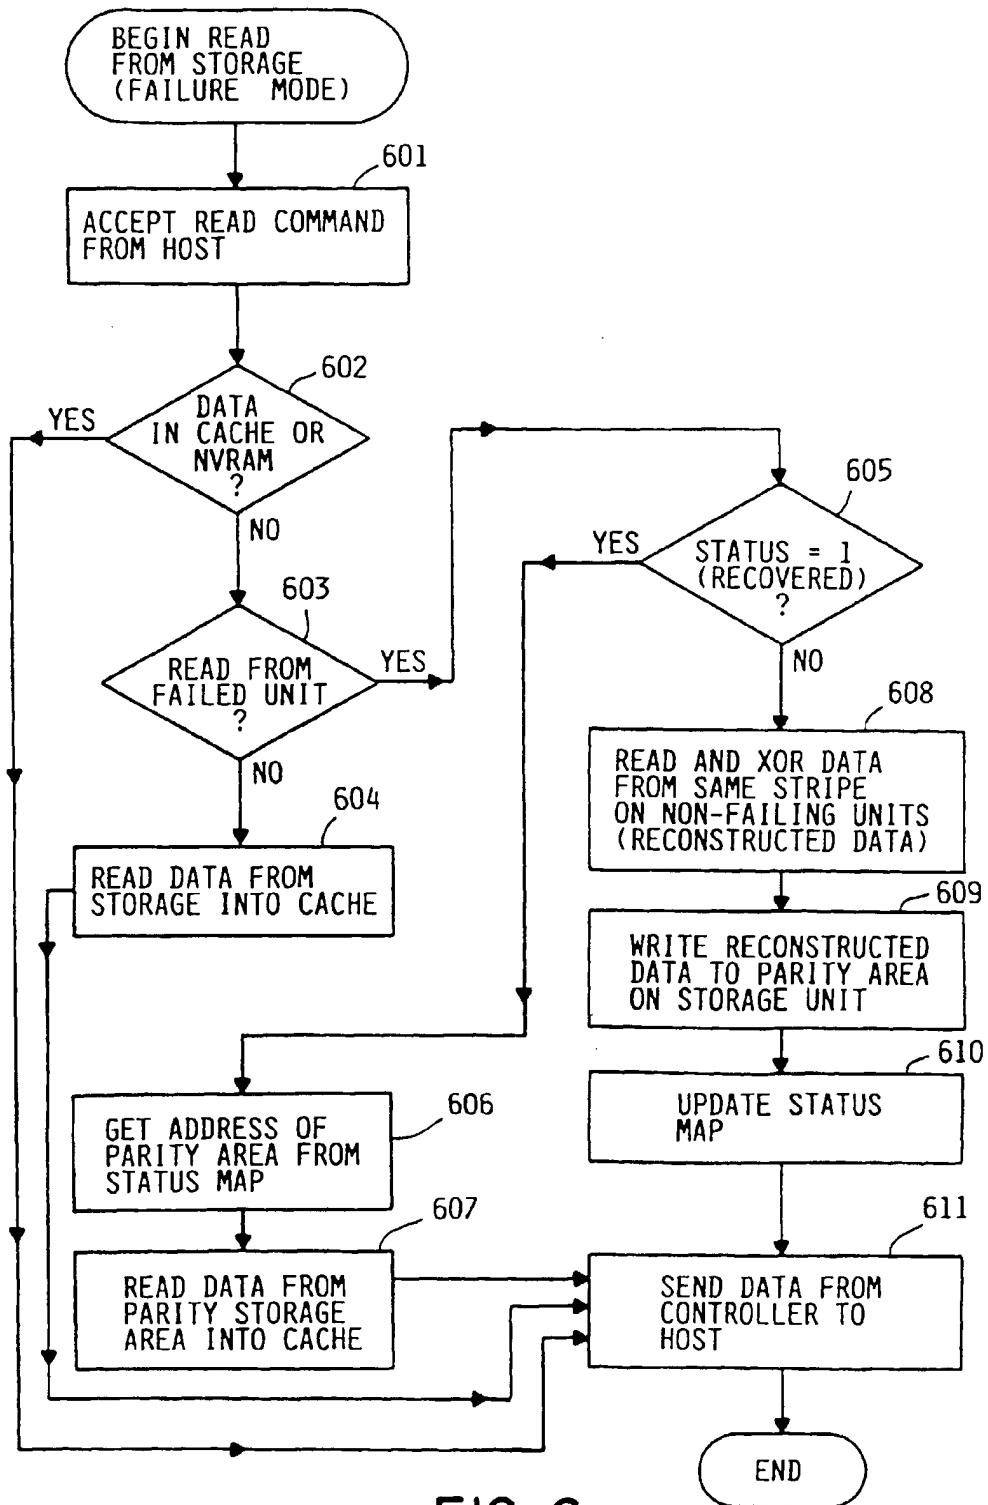 BEGIN READ
FROM STORAGE
(FAILURE MODE)
601
ACCEPT READ COMMAND
FROM HOST
602
DATA
IN CACHE OR
NVRAM
?
YES
NO
603
READ FROM
FAILED UNIT
?
YES
NO
604
READ DATA FROM
STORAGE INTO CACHE
605
STATUS = 1
(RECOVERED)
?
YES
NO
606
GET ADDRESS OF
PARITY AREA FROM
STATUS MAP
607
READ DATA FROM
PARITY STORAGE
AREA INTO CACHE
608
READ AND XOR DATA
FROM SAME STRIPE
ON NON-FAILING UNITS
(RECONSTRUCTED DATA)
609
WRITE RECONSTRUCTED
DATA TO PARITY AREA
ON STORAGE UNIT
610
UPDATE STATUS
MAP
611
SEND DATA FROM
CONTROLLER TO
HOST
END